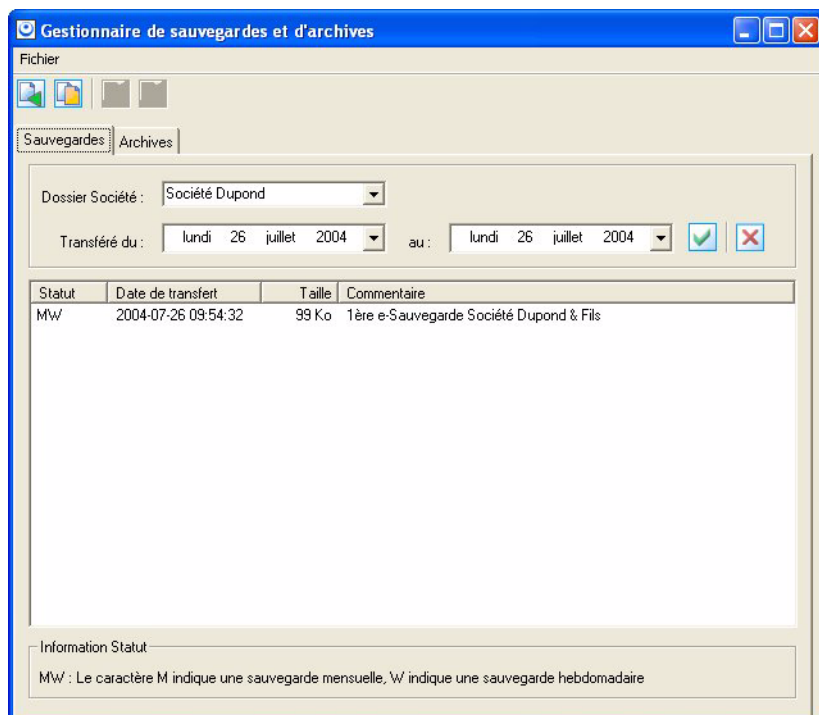 Gestionnaire de sauvegardes et d'archives
Fichier
Sauvegardes Archives
Dossier Société : Société Dupond
Transféré du : lundi 26 juillet 2004 au : lundi 26 juillet 2004
Statut Date de transfert Taille Commentaire
MW 2004-07-26 09:54:32 99 Ko 1ère e-Sauvegarde Société Dupond & Fils
Information Statut
MW : Le caractère M indique une sauvegarde mensuelle, W indique une sauvegarde hebdomadaire